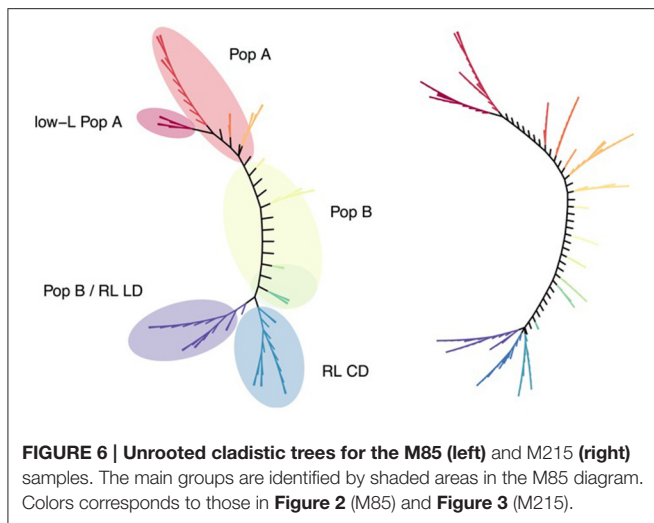 Pop A
low-L Pop A
Pop B
Pop B / RL LD
RL CD
FIGURE 6 | Unrooted cladistic trees for the M85 (left) and M215 (right)
samples. The main groups are identified by shaded areas in the M85 diagram.
Colors corresponds to those in Figure 2 (M85) and Figure 3 (M215).